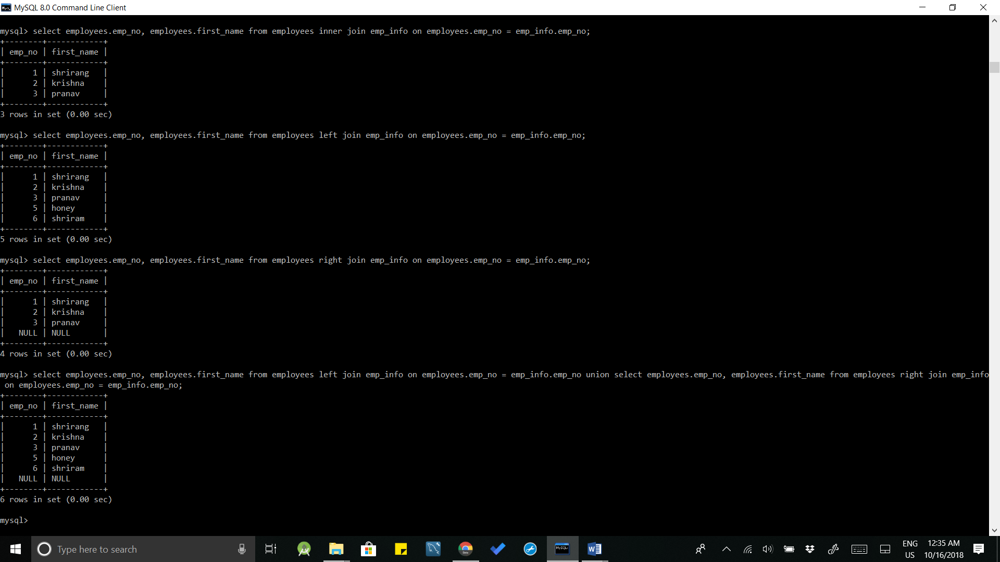 MySQL 8.0 Command Line Client
mysql> select employees.emp_no, employees.first_name from employees inner join emp_info on employees.emp_no = emp_info.emp_no;
+--------+------------+
| emp_no | first_name |
+--------+------------+
|      1 | shrirang   |
|      2 | krishna    |
|      3 | pranav     |
+--------+------------+
3 rows in set (0.00 sec)
mysql> select employees.emp_no, employees.first_name from employees left join emp_info on employees.emp_no = emp_info.emp_no;
+--------+------------+
| emp_no | first_name |
+--------+------------+
|      1 | shrirang   |
|      2 | krishna    |
|      3 | pranav     |
|      5 | honey      |
|      6 | shriram    |
+--------+------------+
5 rows in set (0.00 sec)
mysql> select employees.emp_no, employees.first_name from employees right join emp_info on employees.emp_no = emp_info.emp_no;
+--------+------------+
| emp_no | first_name |
+--------+------------+
|      1 | shrirang   |
|      2 | krishna    |
|      3 | pranav     |
|   NULL | NULL       |
+--------+------------+
4 rows in set (0.00 sec)
mysql> select employees.emp_no, employees.first_name from employees left join emp_info on employees.emp_no = emp_info.emp_no union select employees.emp_no, employees.first_name from employees right join emp_info
 on employees.emp_no = emp_info.emp_no;
+--------+------------+
| emp_no | first_name |
+--------+------------+
|      1 | shrirang   |
|      2 | krishna    |
|      3 | pranav     |
|      5 | honey      |
|      6 | shriram    |
|   NULL | NULL       |
+--------+------------+
6 rows in set (0.00 sec)
mysql>
Type here to search
ENG 12:35 AM
US 10/16/2018